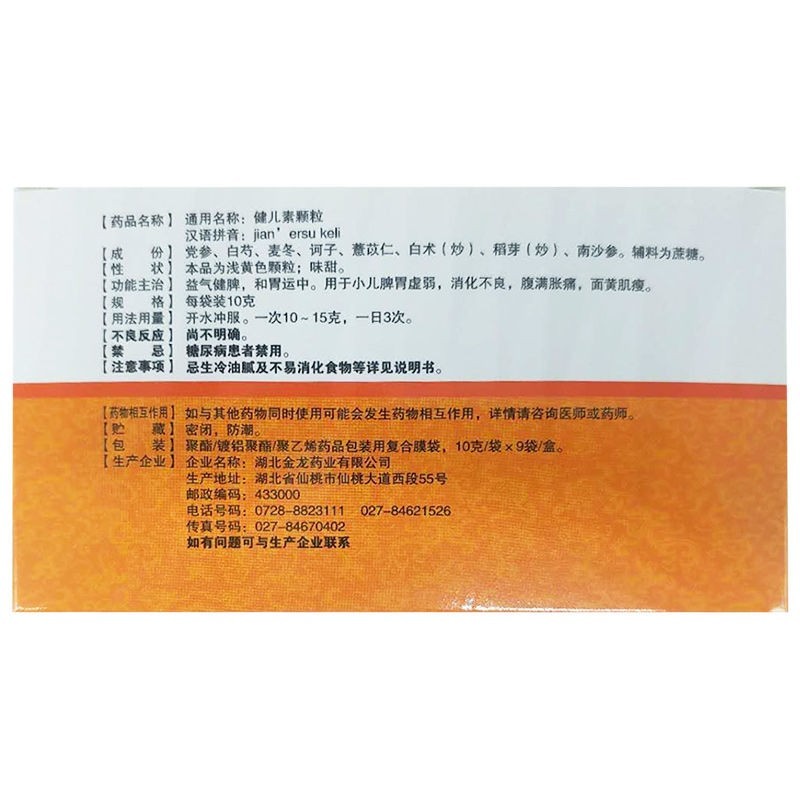 【药品名称】通用名称：健儿素颗粒
汉语拼音：jian’ersu keli
【成 份】党参、白芍、麦冬、诃子、薏苡仁、白术(炒)、稻芽(炒)、南沙参。辅料为蔗糖。
【性 状】本品为浅黄色颗粒；味甜。
【功能主治】益气健脾，和胃运中。用于小儿脾胃虚弱，消化不良，腹满胀痛，面黄肌瘦。
【规 格】每袋装10克
【用法用量】开水冲服。一次10～15克，一日3次。
【不良反应】尚不明确。
【禁 忌】糖尿病患者禁用。
【注意事项】忌生冷油腻及不易消化食物等详见说明书。
【药物相互作用】如与其他药物同时使用可能会发生药物相互作用，详情请咨询医师或药师。
【贮 藏】密闭，防潮。
【包 装】聚酯/镀铝聚酯/聚乙烯药品包装用复合膜袋，10克/袋×9袋/盒。
【生产企业】企业名称：湖北金龙药业有限公司
生产地址：湖北省仙桃市仙桃大道西段55号
邮政编码：433000
电话号码：0728-8823111 027-84621526
传真号码：027-84670402
如有问题可与生产企业联系